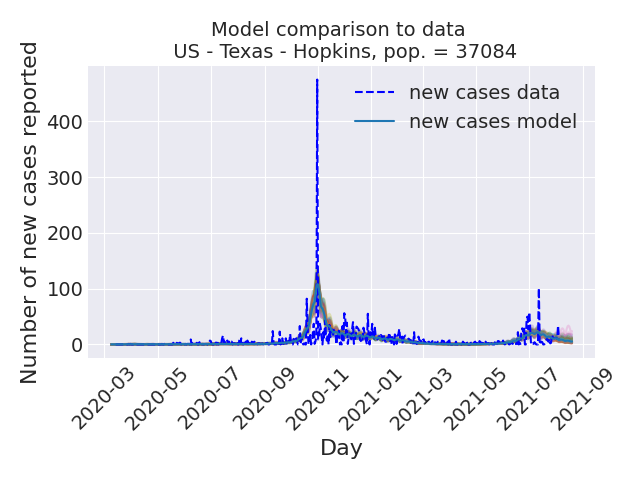 Model comparison to data
US - Texas - Hopkins, pop. = 37084
Number of new cases reported
400
300
200
100
0
new cases data
new cases model
2020-03
2020-05
2020-07
2020-09
2020-11
2021-01
2021-03
2021-05
2021-07
2021-09
Day